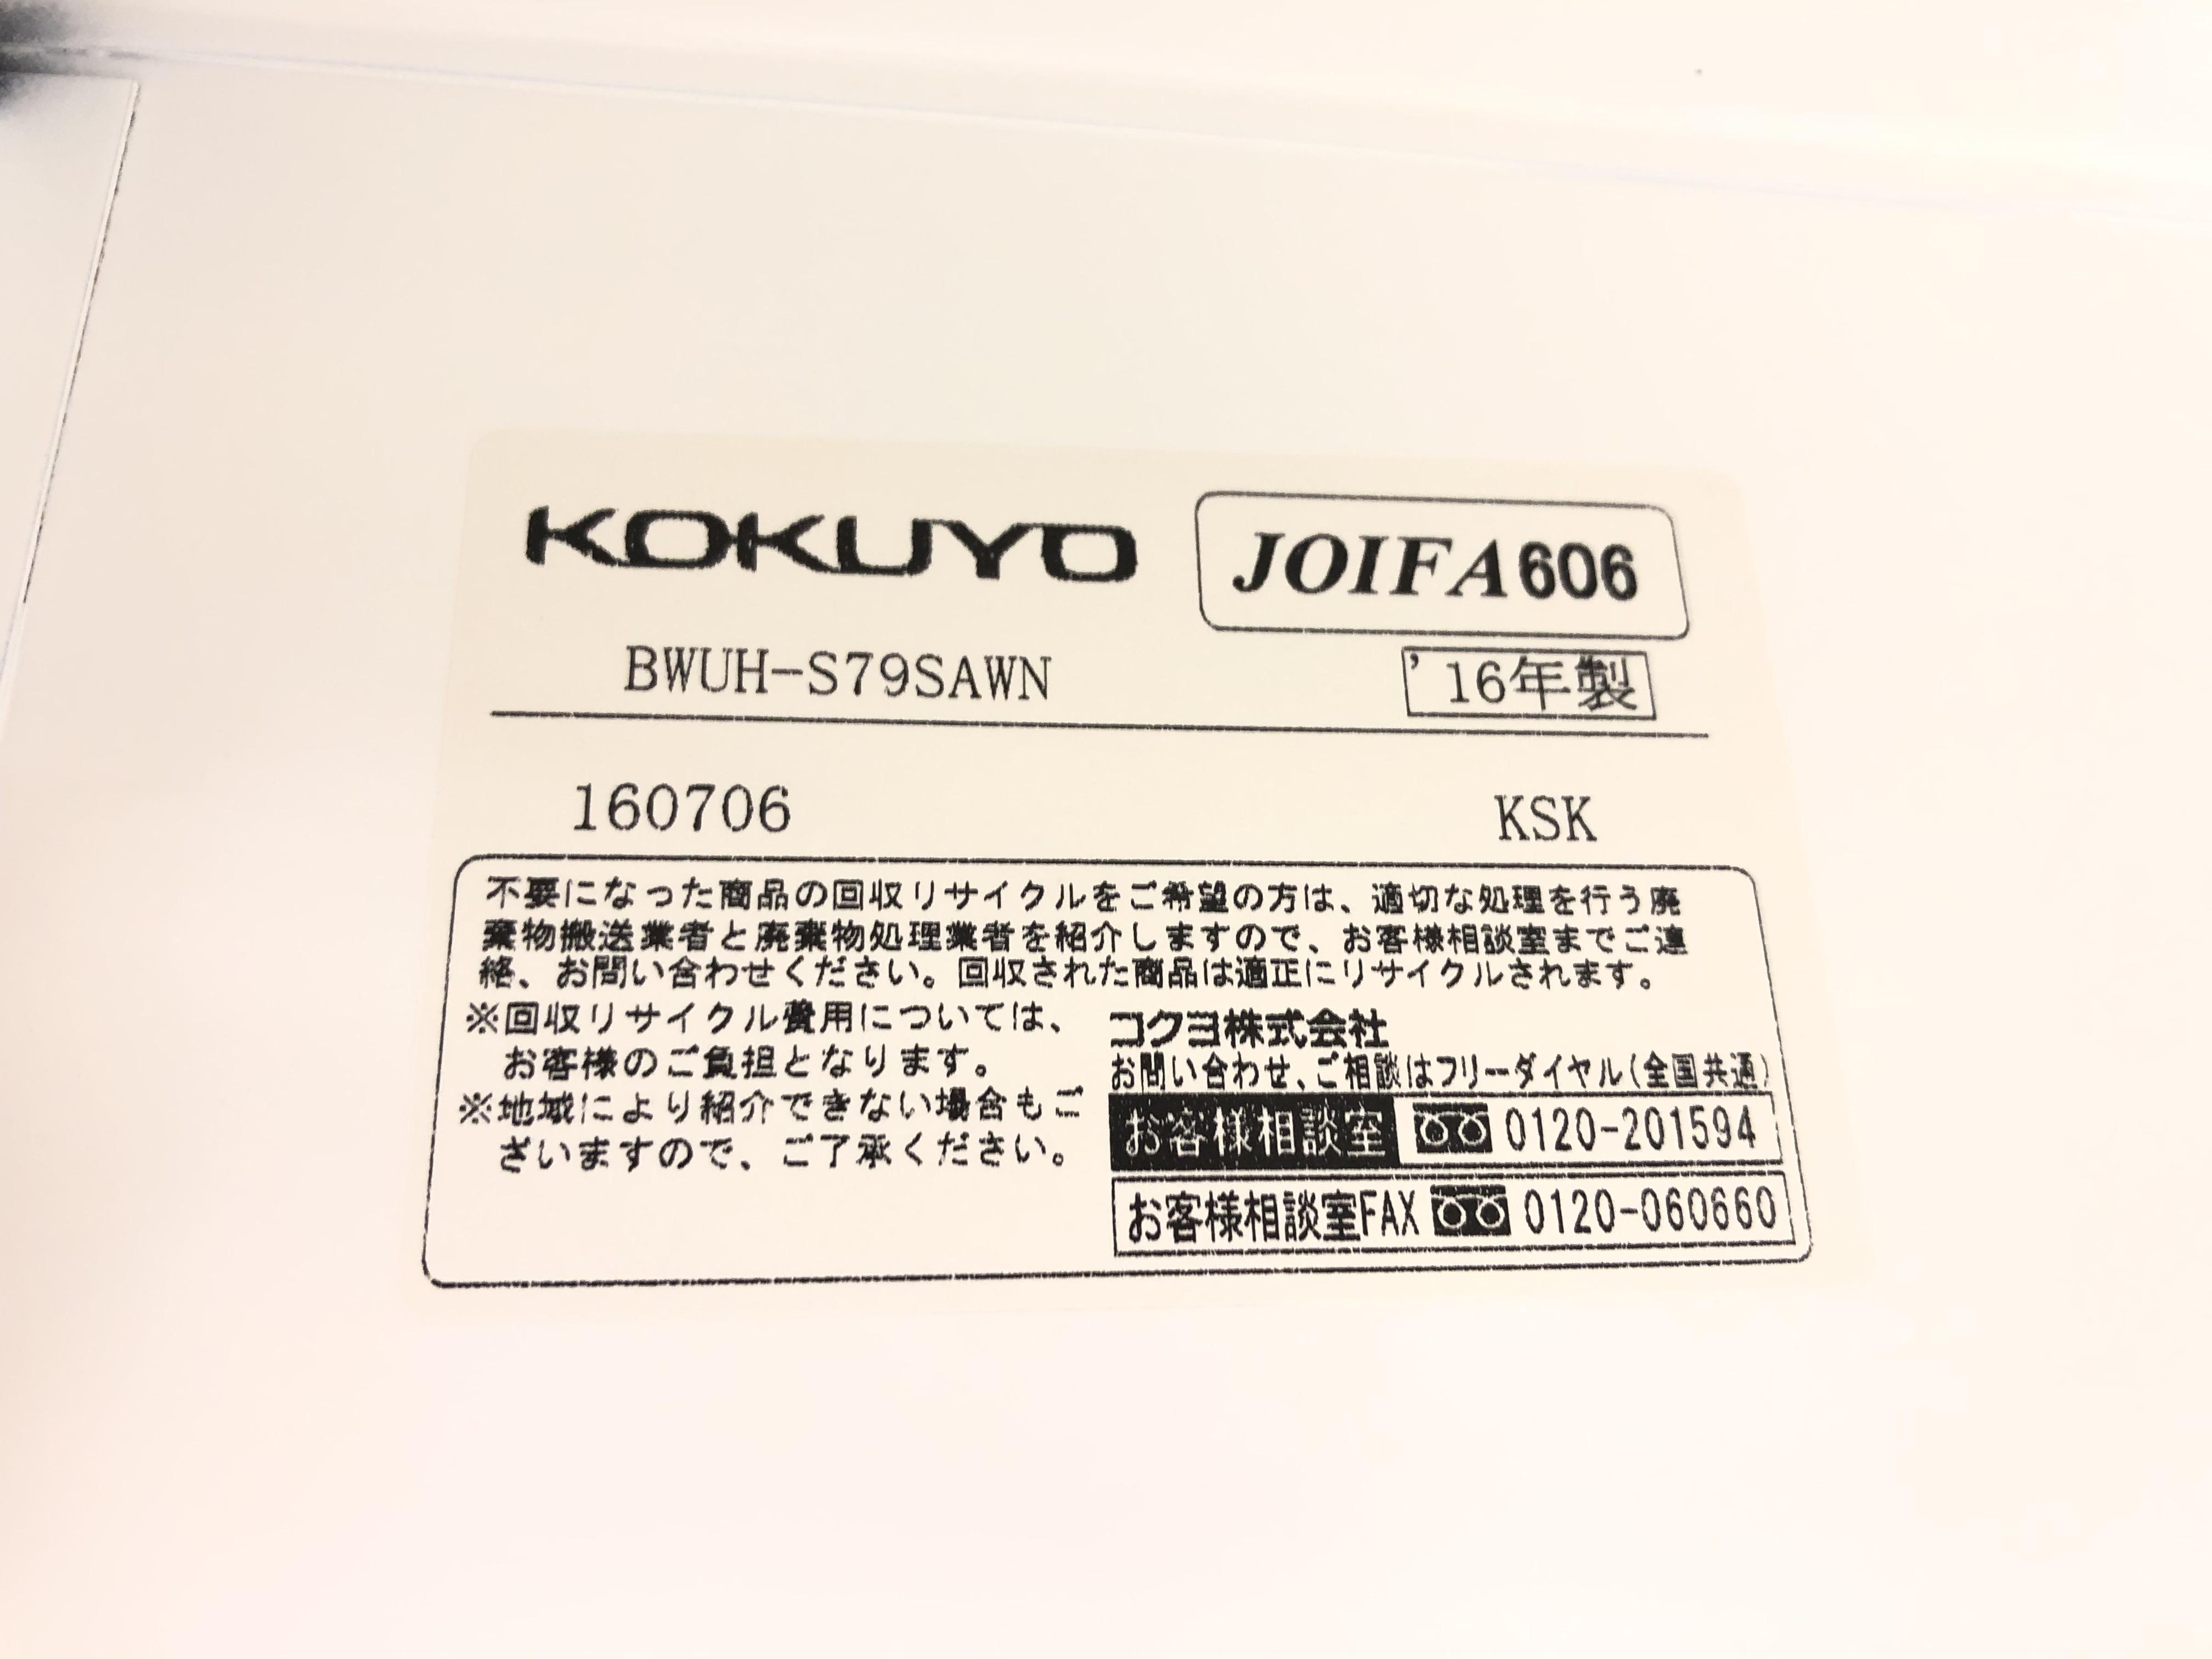 KOKUYO JOIFA606
BWUH-S79SAWN '16年製
160706 KSK
不要になった商品の回収リサイクルをご希望の方は、適切な処理を行う廃
棄物搬送業者と廃棄物処理業者を紹介しますので、お客様相談室までご連
絡、お問い合わせください。回収された商品は適正にリサイクルされます。
※回収リサイクル費用については、
お客様のご負担となります。
※地域により紹介できない場合もご
ざいますので、ご了承ください。
コクヨ株式会社
お問い合わせ、ご相談はフリーダイヤル(全国共通)
お客様相談室 0120-201594
お客様相談室FAX 0120-060660